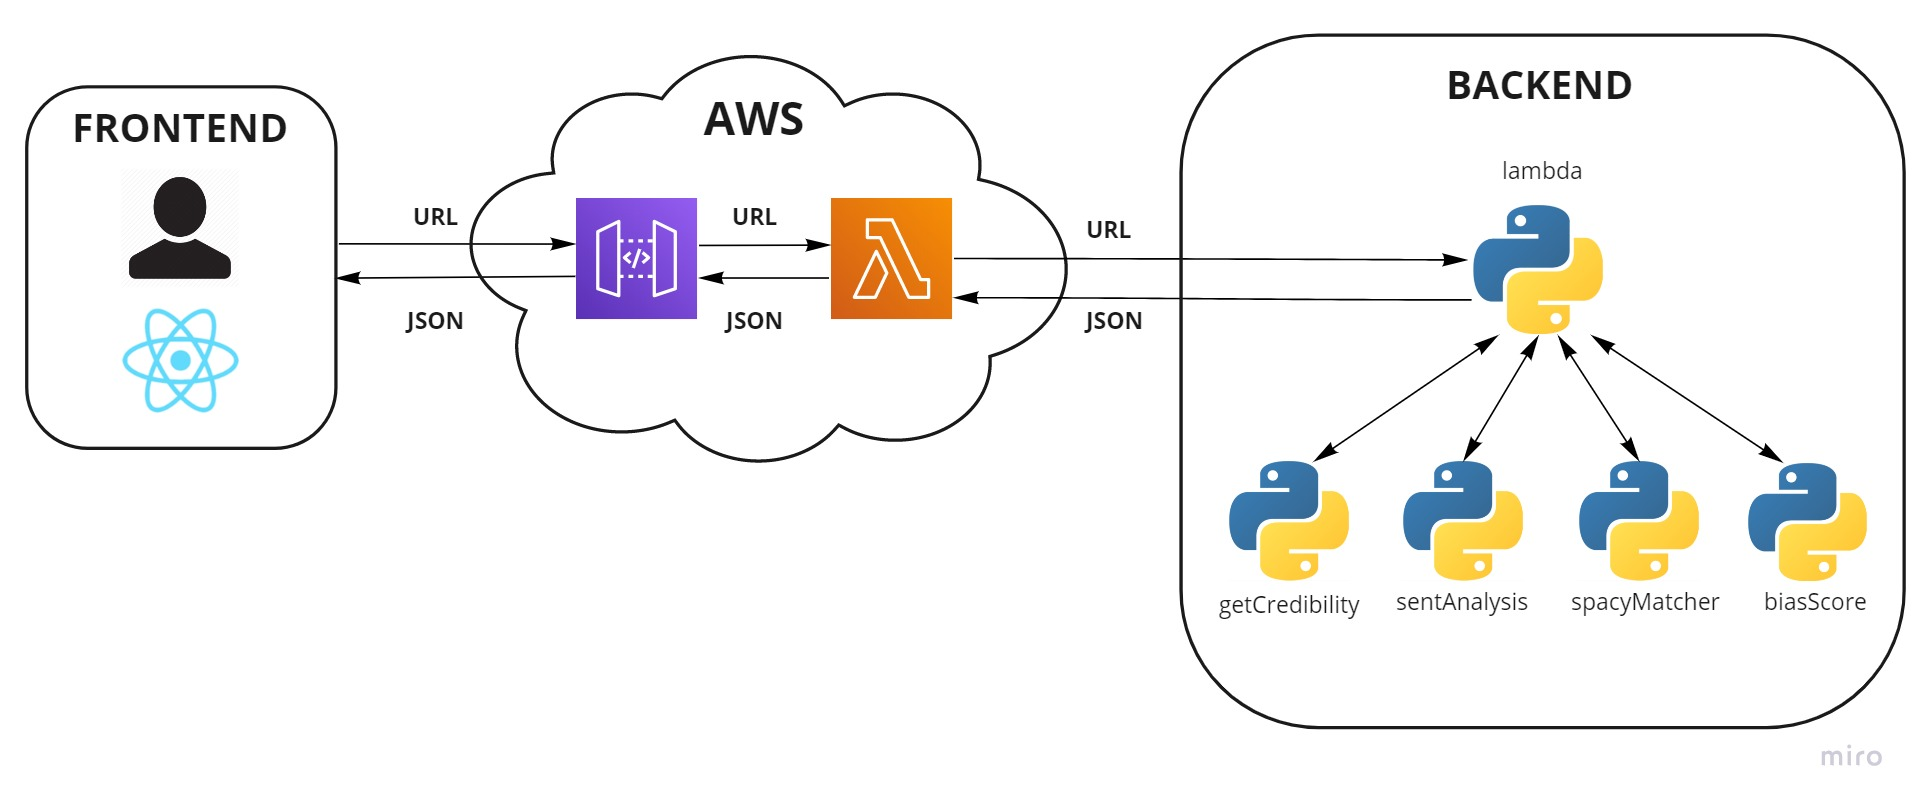 FRONTEND
AWS
BACKEND
lambda
URL
URL
URL
</>
JSON
JSON
JSON
getCredibility
sentAnalysis
spacyMatcher
biasScore
miro